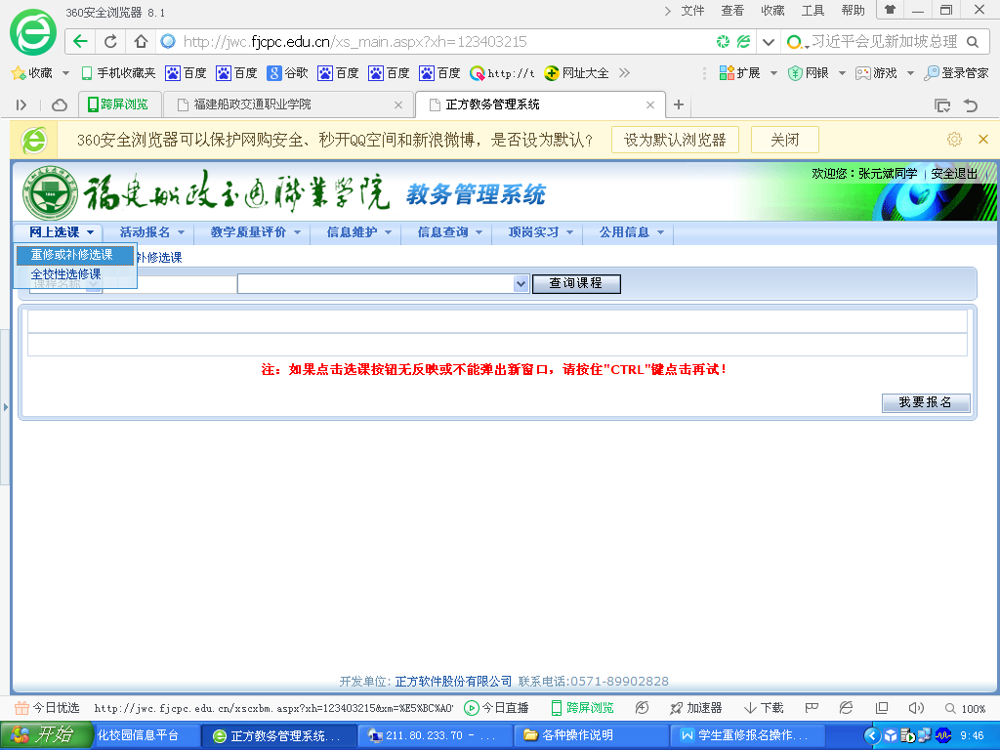 360安全浏览器 8.1
文件 查看 收藏 工具 帮助
http://jwc.fjcpc.edu.cn/xs_main.aspx?xh=123403215
习近平会见新加坡总理
收藏 手机收藏夹 百度 百度 谷歌 百度 百度 百度 http://t 网址大全 扩展 网银 游戏 登录管家
跨屏浏览 福建船政交通职业学院 正方教务管理系统
360安全浏览器可以保护网购安全、秒开QQ空间和新浪微博，是否设为默认？ 设为默认浏览器 关闭
福建船政交通職業学院 教务管理系统
欢迎您：张元斌同学 安全退出
网上选课 活动报名 教学质量评价 信息维护 信息查询 顶岗实习 公用信息
重修或补修选课 补修选课
全校性选修课
课程名称 查询课程
注：如果点击选课按钮无反映或不能弹出新窗口，请按住"CTRL"键点击再试！
我要报名
开发单位：正方软件股份有限公司 联系电话:0571-89902828
今日优选 http://jwc.fjcpc.edu.cn/xscxbm.aspx?xh=123403215&xm=%E5%BC%A0' 今日直播 跨屏浏览 加速器 下载 100%
开始 化校园信息平台 正方教务管理系统... 211.80.233.70 - ... 各种操作说明 学生重修报名操作... 9:46